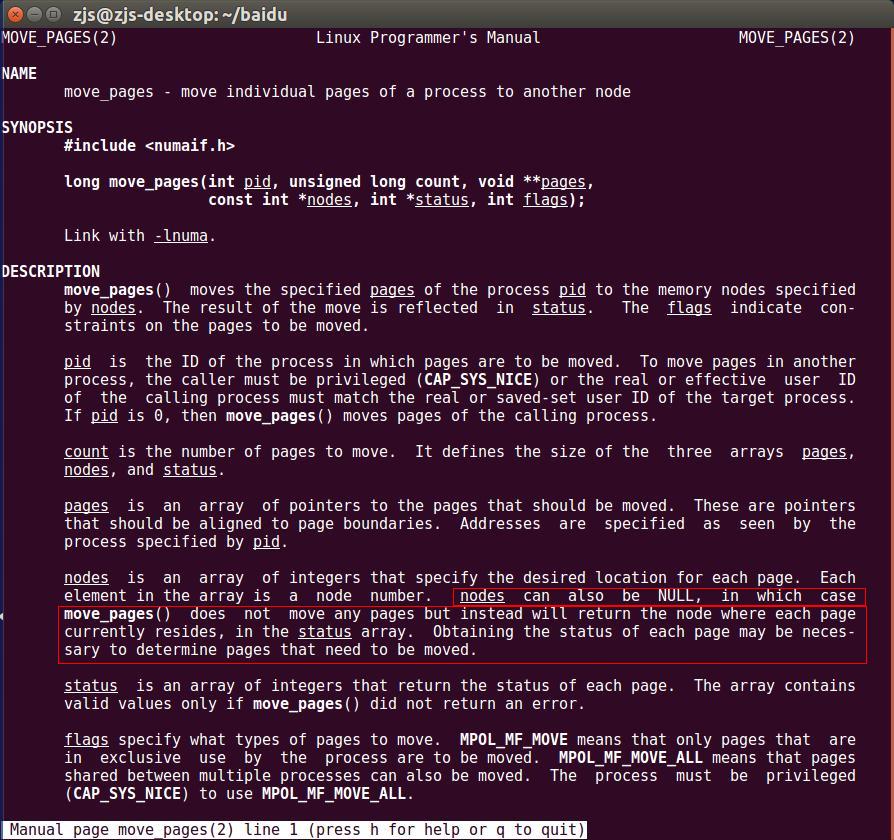 zjs@zjs-desktop: ~/baidu
MOVE_PAGES(2) Linux Programmer's Manual MOVE_PAGES(2)
NAME
move_pages - move individual pages of a process to another node
SYNOPSIS
#include <numaif.h>
long move_pages(int pid, unsigned long count, void **pages,
const int *nodes, int *status, int flags);
Link with -lnuma.
DESCRIPTION
move_pages() moves the specified pages of the process pid to the memory nodes specified
by nodes. The result of the move is reflected in status. The flags indicate con-
straints on the pages to be moved.
pid is the ID of the process in which pages are to be moved. To move pages in another
process, the caller must be privileged (CAP_SYS_NICE) or the real or effective user ID
of the calling process must match the real or saved-set user ID of the target process.
If pid is 0, then move_pages() moves pages of the calling process.
count is the number of pages to move. It defines the size of the three arrays pages,
nodes, and status.
pages is an array of pointers to the pages that should be moved. These are pointers
that should be aligned to page boundaries. Addresses are specified as seen by the
process specified by pid.
nodes is an array of integers that specify the desired location for each page. Each
element in the array is a node number. nodes can also be NULL, in which case
move_pages() does not move any pages but instead will return the node where each page
currently resides, in the status array. Obtaining the status of each page may be neces-
sary to determine pages that need to be moved.
status is an array of integers that return the status of each page. The array contains
valid values only if move_pages() did not return an error.
flags specify what types of pages to move. MPOL_MF_MOVE means that only pages that are
in exclusive use by the process are to be moved. MPOL_MF_MOVE_ALL means that pages
shared between multiple processes can also be moved. The process must be privileged
(CAP_SYS_NICE) to use MPOL_MF_MOVE_ALL.
Manual page move_pages(2) line 1 (press h for help or q to quit)